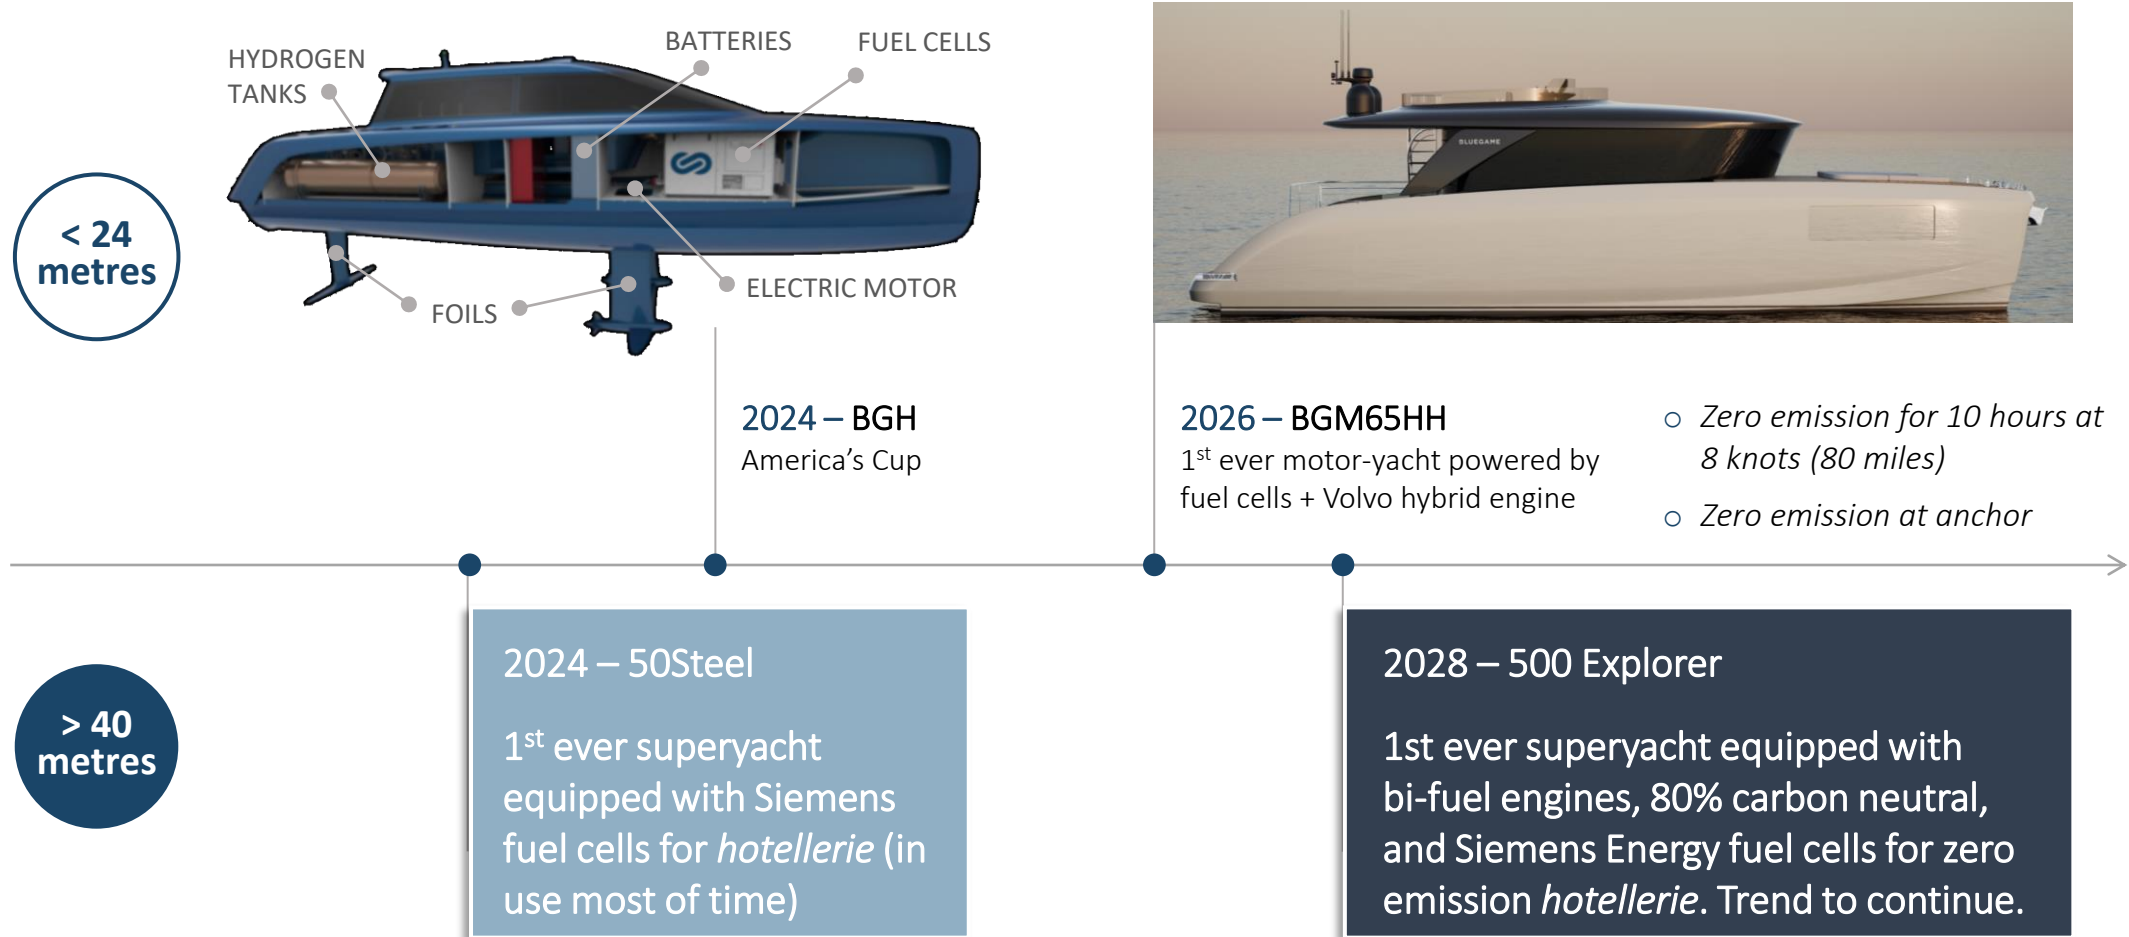 HYDROGEN
TANKS
BATTERIES
FUEL CELLS
FOILS
ELECTRIC MOTOR
BLUEGAME
< 24
metres
2024 – BGH
America’s Cup
2026 – BGM65HH
1st ever motor-yacht powered by
fuel cells + Volvo hybrid engine
o Zero emission for 10 hours at
8 knots (80 miles)
o Zero emission at anchor
> 40
metres
2024 – 50Steel
1st ever superyacht
equipped with Siemens
fuel cells for hotellerie (in
use most of time)
2028 – 500 Explorer
1st ever superyacht equipped with
bi-fuel engines, 80% carbon neutral,
and Siemens Energy fuel cells for zero
emission hotellerie. Trend to continue.